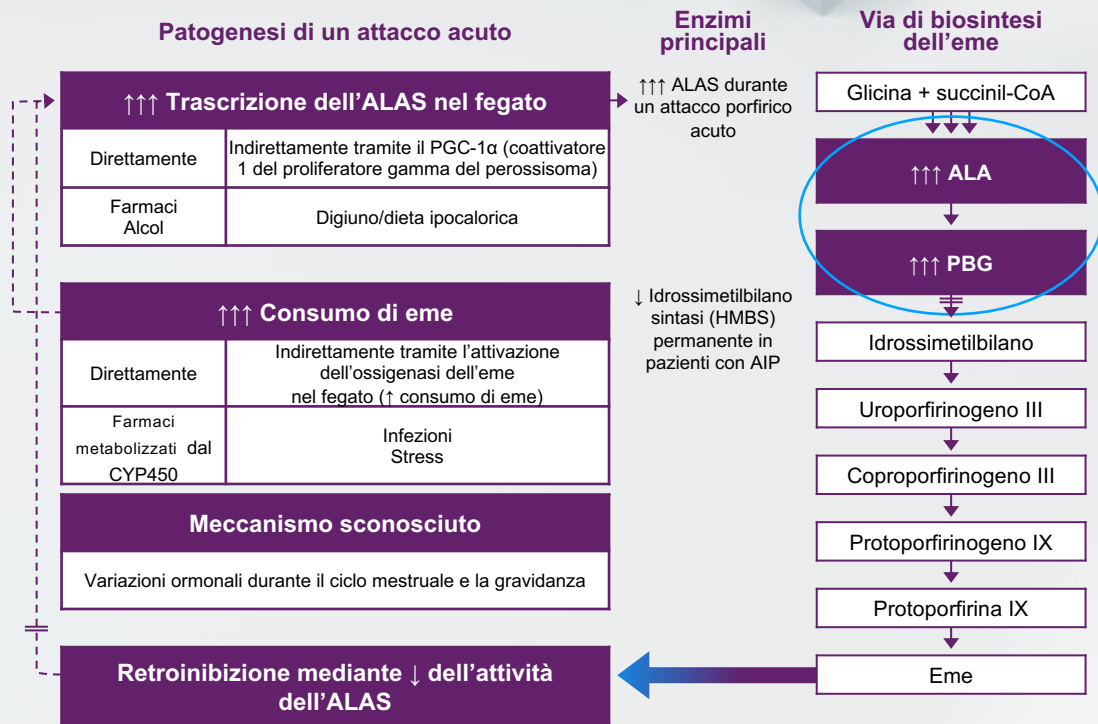 Patogenesi di un attacco acuto
Enzimi
principali
Via di biosintesi
dell'eme
↑↑↑ Trascrizione dell'ALAS nel fegato
Direttamente
Indirettamente tramite il PGC-1α (coattivatore
1 del proliferatore gamma del perossisoma)
Farmaci
Alcol
Digiuno/dieta ipocalorica
↑↑↑ Consumo di eme
Direttamente
Indirettamente tramite l'attivazione
dell'ossigenasi dell'eme
nel fegato (↑ consumo di eme)
Farmaci
metabolizzati dal
CYP450
Infezioni
Stress
Meccanismo sconosciuto
Variazioni ormonali durante il ciclo mestruale e la gravidanza
Retroinibizione mediante ↓ dell'attività
dell'ALAS
↑↑↑ ALAS durante
un attacco porfirico
acuto
↓ Idrossimetilbilano
sintasi (HMBS)
permanente in
pazienti con AIP
Glicina + succinil-CoA
↑↑↑ ALA
↑↑↑ PBG
Idrossimetilbilano
Uroporfirinogeno III
Coproporfirinogeno III
Protoporfirinogeno IX
Protoporfirina IX
Eme